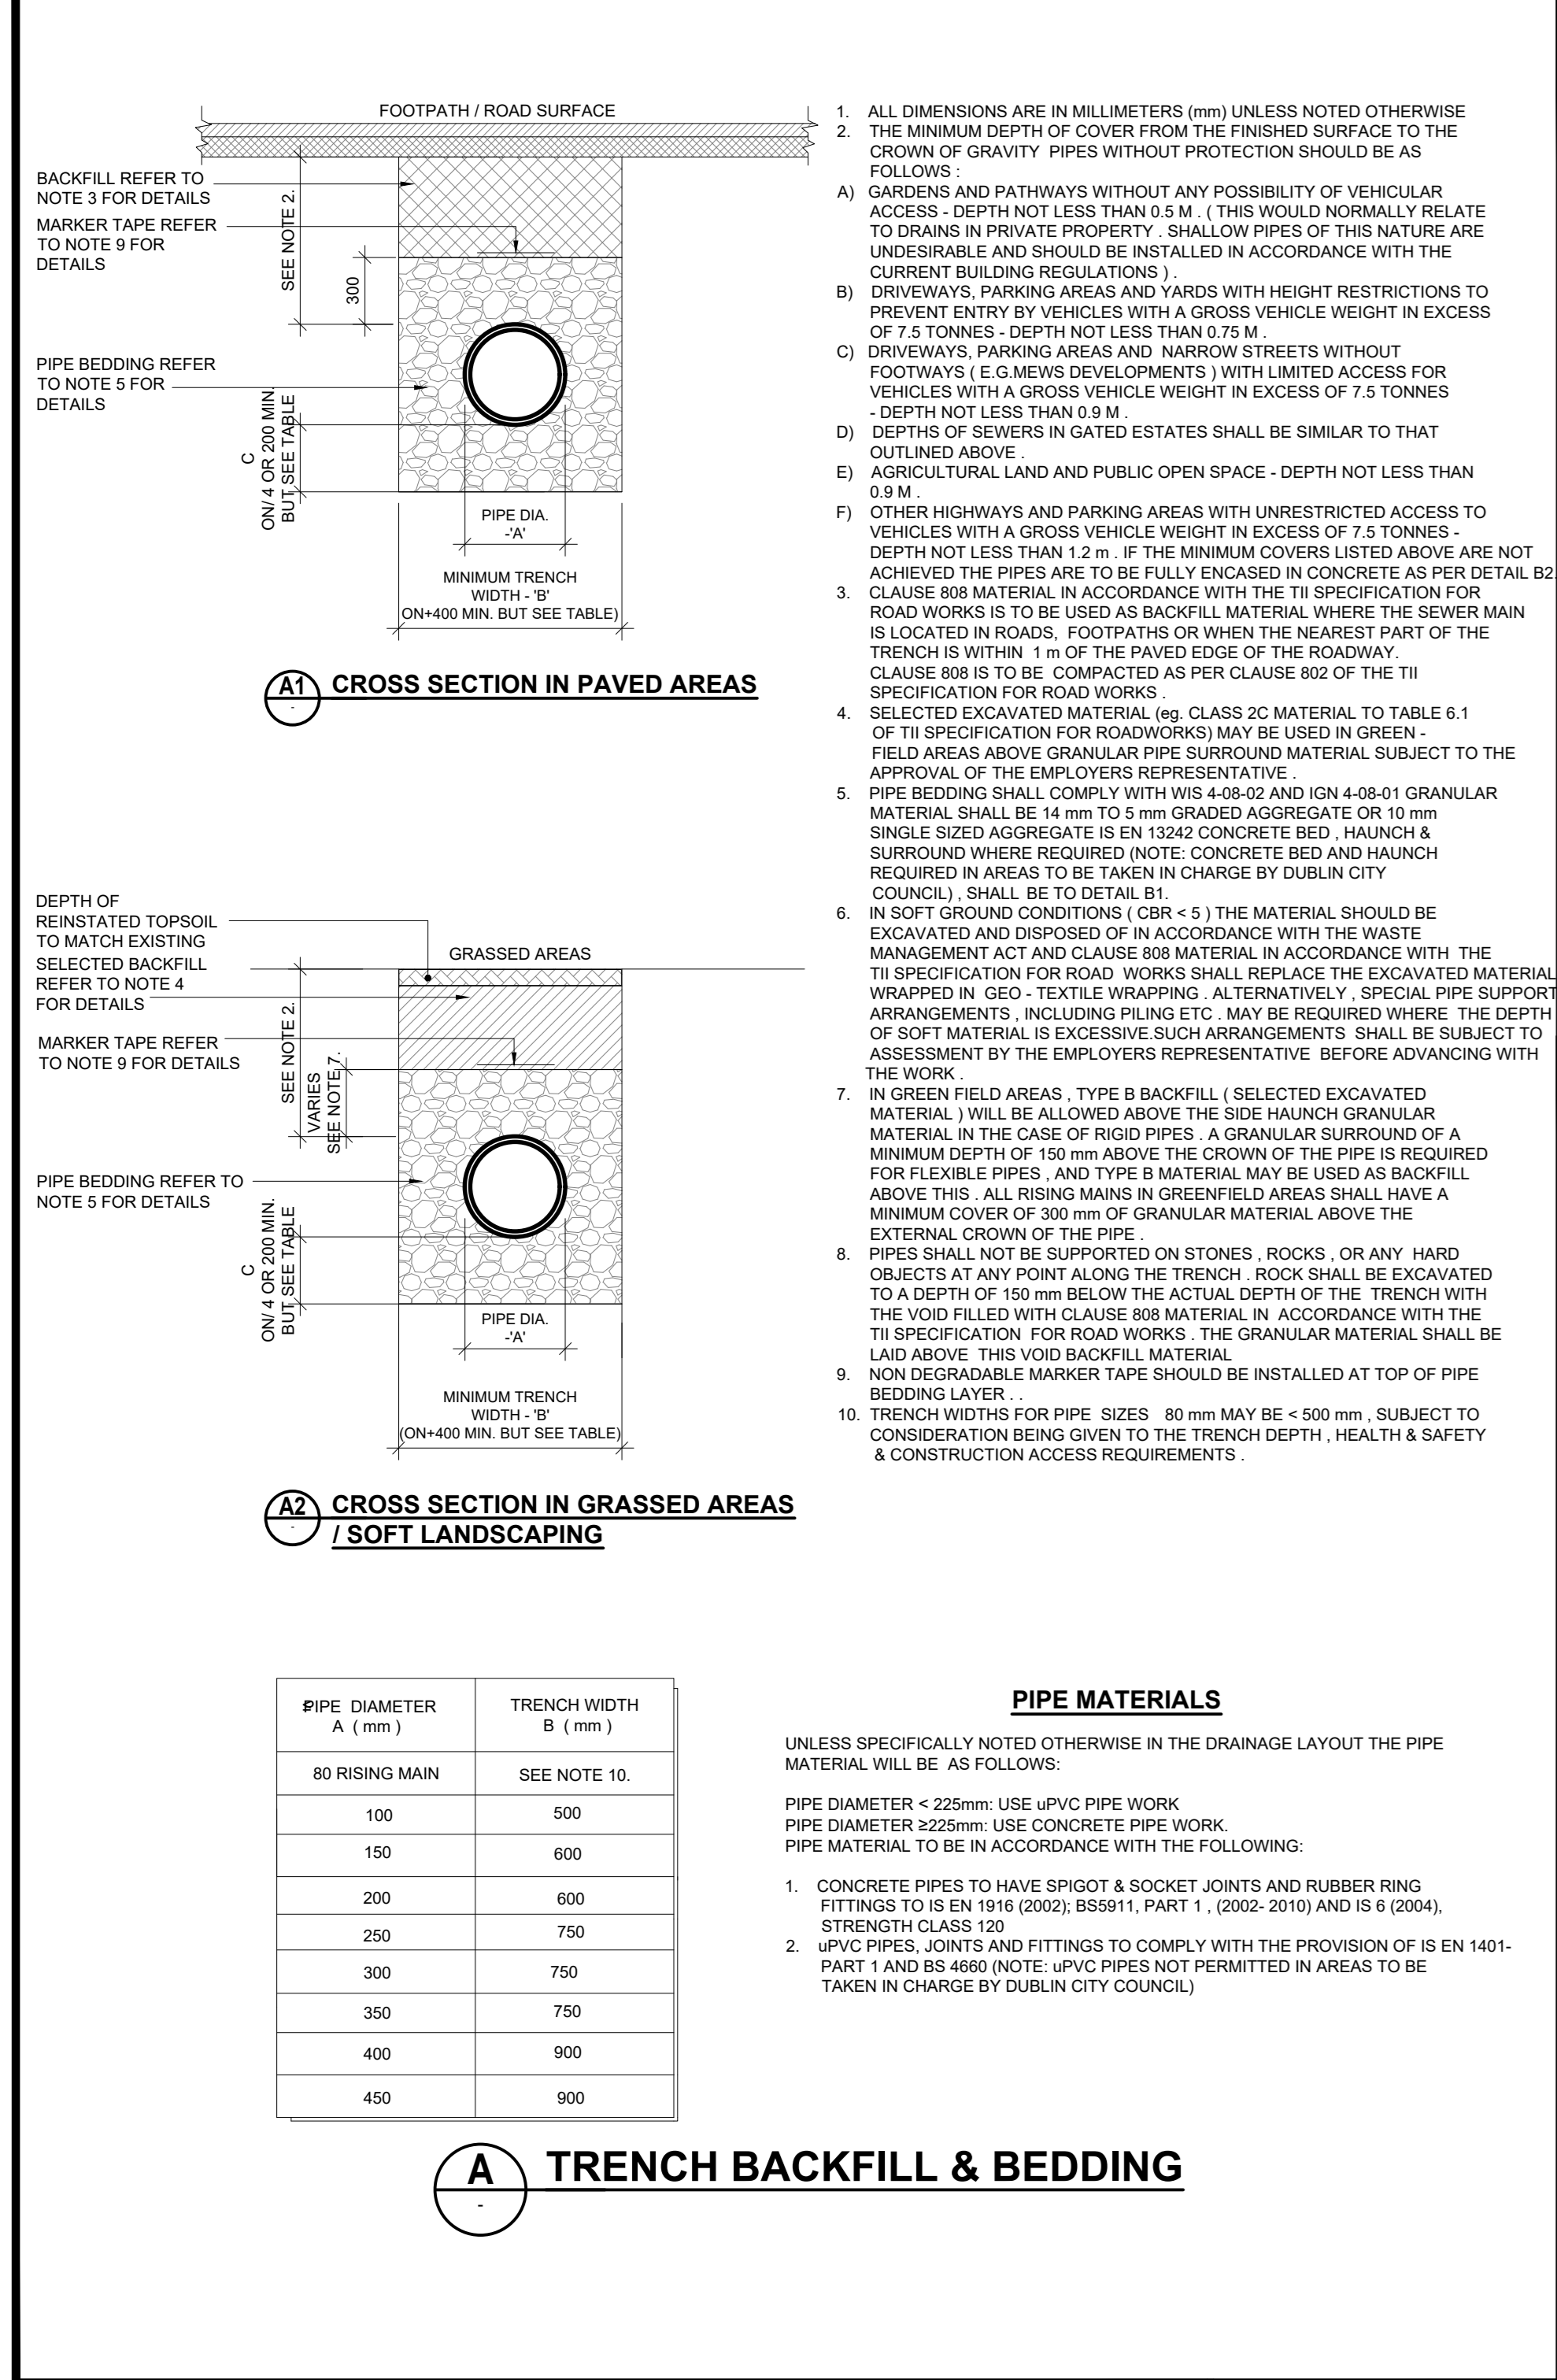 FOOTPATH / ROAD SURFACE
BACKFILL REFER TO
NOTE 3 FOR DETAILS
MARKER TAPE REFER
TO NOTE 9 FOR
DETAILS
SEE NOTE 2.
300
PIPE BEDDING REFER
TO NOTE 5 FOR
DETAILS
C
ON/ 4 OR 200 MIN.
BUT SEE TABLE
PIPE DIA.
-'A'
MINIMUM TRENCH
WIDTH - 'B'
ON+400 MIN. BUT SEE TABLE)
A1
-
CROSS SECTION IN PAVED AREAS
DEPTH OF
REINSTATED TOPSOIL
TO MATCH EXISTING
SELECTED BACKFILL
REFER TO NOTE 4
FOR DETAILS
GRASSED AREAS
MARKER TAPE REFER
TO NOTE 9 FOR DETAILS
SEE NOTE 2.
VARIES
SEE NOTE 7.
PIPE BEDDING REFER TO
NOTE 5 FOR DETAILS
C
ON/ 4 OR 200 MIN.
BUT SEE TABLE
PIPE DIA.
-'A'
MINIMUM TRENCH
WIDTH - 'B'
(ON+400 MIN. BUT SEE TABLE)
A2
-
CROSS SECTION IN GRASSED AREAS
/ SOFT LANDSCAPING
1. ALL DIMENSIONS ARE IN MILLIMETERS (mm) UNLESS NOTED OTHERWISE
2. THE MINIMUM DEPTH OF COVER FROM THE FINISHED SURFACE TO THE
CROWN OF GRAVITY PIPES WITHOUT PROTECTION SHOULD BE AS
FOLLOWS :
A) GARDENS AND PATHWAYS WITHOUT ANY POSSIBILITY OF VEHICULAR
ACCESS - DEPTH NOT LESS THAN 0.5 M . ( THIS WOULD NORMALLY RELATE
TO DRAINS IN PRIVATE PROPERTY . SHALLOW PIPES OF THIS NATURE ARE
UNDESIRABLE AND SHOULD BE INSTALLED IN ACCORDANCE WITH THE
CURRENT BUILDING REGULATIONS ) .
B) DRIVEWAYS, PARKING AREAS AND YARDS WITH HEIGHT RESTRICTIONS TO
PREVENT ENTRY BY VEHICLES WITH A GROSS VEHICLE WEIGHT IN EXCESS
OF 7.5 TONNES - DEPTH NOT LESS THAN 0.75 M .
C) DRIVEWAYS, PARKING AREAS AND NARROW STREETS WITHOUT
FOOTWAYS ( E.G.MEWS DEVELOPMENTS ) WITH LIMITED ACCESS FOR
VEHICLES WITH A GROSS VEHICLE WEIGHT IN EXCESS OF 7.5 TONNES
- DEPTH NOT LESS THAN 0.9 M .
D) DEPTHS OF SEWERS IN GATED ESTATES SHALL BE SIMILAR TO THAT
OUTLINED ABOVE .
E) AGRICULTURAL LAND AND PUBLIC OPEN SPACE - DEPTH NOT LESS THAN
0.9 M .
F) OTHER HIGHWAYS AND PARKING AREAS WITH UNRESTRICTED ACCESS TO
VEHICLES WITH A GROSS VEHICLE WEIGHT IN EXCESS OF 7.5 TONNES -
DEPTH NOT LESS THAN 1.2 m . IF THE MINIMUM COVERS LISTED ABOVE ARE NOT
ACHIEVED THE PIPES ARE TO BE FULLY ENCASED IN CONCRETE AS PER DETAIL B2.
3. CLAUSE 808 MATERIAL IN ACCORDANCE WITH THE TII SPECIFICATION FOR
ROAD WORKS IS TO BE USED AS BACKFILL MATERIAL WHERE THE SEWER MAIN
IS LOCATED IN ROADS, FOOTPATHS OR WHEN THE NEAREST PART OF THE
TRENCH IS WITHIN 1 m OF THE PAVED EDGE OF THE ROADWAY.
CLAUSE 808 IS TO BE COMPACTED AS PER CLAUSE 802 OF THE TII
SPECIFICATION FOR ROAD WORKS .
4. SELECTED EXCAVATED MATERIAL (eg. CLASS 2C MATERIAL TO TABLE 6.1
OF TII SPECIFICATION FOR ROADWORKS) MAY BE USED IN GREEN -
FIELD AREAS ABOVE GRANULAR PIPE SURROUND MATERIAL SUBJECT TO THE
APPROVAL OF THE EMPLOYERS REPRESENTATIVE .
5. PIPE BEDDING SHALL COMPLY WITH WIS 4-08-02 AND IGN 4-08-01 GRANULAR
MATERIAL SHALL BE 14 mm TO 5 mm GRADED AGGREGATE OR 10 mm
SINGLE SIZED AGGREGATE IS EN 13242 CONCRETE BED , HAUNCH &
SURROUND WHERE REQUIRED (NOTE: CONCRETE BED AND HAUNCH
REQUIRED IN AREAS TO BE TAKEN IN CHARGE BY DUBLIN CITY
COUNCIL) , SHALL BE TO DETAIL B1.
6. IN SOFT GROUND CONDITIONS ( CBR < 5 ) THE MATERIAL SHOULD BE
EXCAVATED AND DISPOSED OF IN ACCORDANCE WITH THE WASTE
MANAGEMENT ACT AND CLAUSE 808 MATERIAL IN ACCORDANCE WITH THE
TII SPECIFICATION FOR ROAD WORKS SHALL REPLACE THE EXCAVATED MATERIAL
WRAPPED IN GEO - TEXTILE WRAPPING . ALTERNATIVELY , SPECIAL PIPE SUPPORT
ARRANGEMENTS , INCLUDING PILING ETC . MAY BE REQUIRED WHERE THE DEPTH
OF SOFT MATERIAL IS EXCESSIVE.SUCH ARRANGEMENTS SHALL BE SUBJECT TO
ASSESSMENT BY THE EMPLOYERS REPRESENTATIVE BEFORE ADVANCING WITH
THE WORK .
7. IN GREEN FIELD AREAS , TYPE B BACKFILL ( SELECTED EXCAVATED
MATERIAL ) WILL BE ALLOWED ABOVE THE SIDE HAUNCH GRANULAR
MATERIAL IN THE CASE OF RIGID PIPES . A GRANULAR SURROUND OF A
MINIMUM DEPTH OF 150 mm ABOVE THE CROWN OF THE PIPE IS REQUIRED
FOR FLEXIBLE PIPES , AND TYPE B MATERIAL MAY BE USED AS BACKFILL
ABOVE THIS . ALL RISING MAINS IN GREENFIELD AREAS SHALL HAVE A
MINIMUM COVER OF 300 mm OF GRANULAR MATERIAL ABOVE THE
EXTERNAL CROWN OF THE PIPE .
8. PIPES SHALL NOT BE SUPPORTED ON STONES , ROCKS , OR ANY HARD
OBJECTS AT ANY POINT ALONG THE TRENCH . ROCK SHALL BE EXCAVATED
TO A DEPTH OF 150 mm BELOW THE ACTUAL DEPTH OF THE TRENCH WITH
THE VOID FILLED WITH CLAUSE 808 MATERIAL IN ACCORDANCE WITH THE
TII SPECIFICATION FOR ROAD WORKS . THE GRANULAR MATERIAL SHALL BE
LAID ABOVE THIS VOID BACKFILL MATERIAL
9. NON DEGRADABLE MARKER TAPE SHOULD BE INSTALLED AT TOP OF PIPE
BEDDING LAYER . .
10. TRENCH WIDTHS FOR PIPE SIZES 80 mm MAY BE < 500 mm , SUBJECT TO
CONSIDERATION BEING GIVEN TO THE TRENCH DEPTH , HEALTH & SAFETY
& CONSTRUCTION ACCESS REQUIREMENTS .
PIPE DIAMETER
A ( mm )
TRENCH WIDTH
B ( mm )
80 RISING MAIN
SEE NOTE 10.
100
500
150
600
200
600
250
750
300
750
350
750
400
900
450
900
PIPE MATERIALS
UNLESS SPECIFICALLY NOTED OTHERWISE IN THE DRAINAGE LAYOUT THE PIPE
MATERIAL WILL BE AS FOLLOWS:
PIPE DIAMETER < 225mm: USE uPVC PIPE WORK
PIPE DIAMETER ≥225mm: USE CONCRETE PIPE WORK.
PIPE MATERIAL TO BE IN ACCORDANCE WITH THE FOLLOWING:
1. CONCRETE PIPES TO HAVE SPIGOT & SOCKET JOINTS AND RUBBER RING
FITTINGS TO IS EN 1916 (2002); BS5911, PART 1 , (2002- 2010) AND IS 6 (2004),
STRENGTH CLASS 120
2. uPVC PIPES, JOINTS AND FITTINGS TO COMPLY WITH THE PROVISION OF IS EN 1401-
PART 1 AND BS 4660 (NOTE: uPVC PIPES NOT PERMITTED IN AREAS TO BE
TAKEN IN CHARGE BY DUBLIN CITY COUNCIL)
A
-
TRENCH BACKFILL & BEDDING